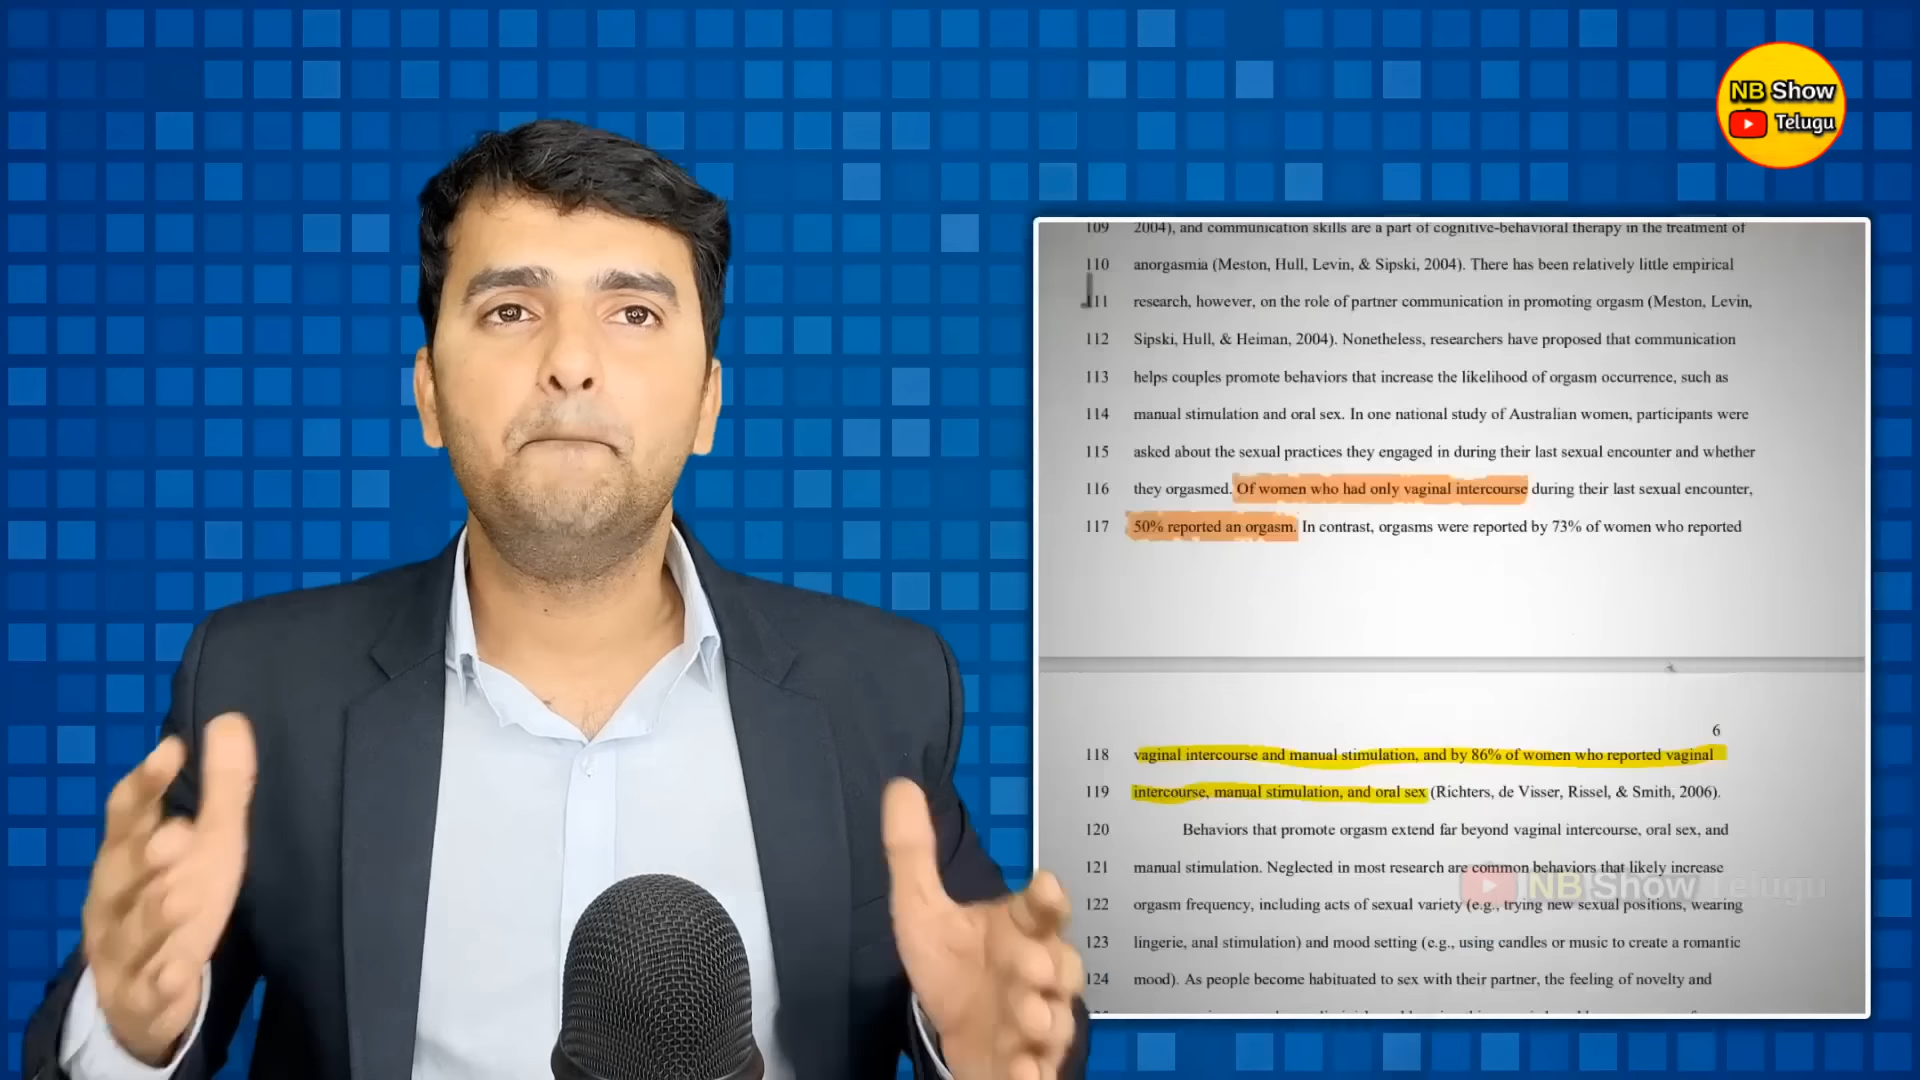 NB Show
Telugu
109 2004), and communication skills are a part of cognitive-behavioral therapy in the treatment of
110 anorgasmia (Meston, Hull, Levin, & Sipski, 2004). There has been relatively little empirical
111 research, however, on the role of partner communication in promoting orgasm (Meston, Levin,
112 Sipski, Hull, & Heiman, 2004). Nonetheless, researchers have proposed that communication
113 helps couples promote behaviors that increase the likelihood of orgasm occurrence, such as
114 manual stimulation and oral sex. In one national study of Australian women, participants were
115 asked about the sexual practices they engaged in during their last sexual encounter and whether
116 they orgasmed. Of women who had only vaginal intercourse during their last sexual encounter,
117 50% reported an orgasm. In contrast, orgasms were reported by 73% of women who reported
6
118 vaginal intercourse and manual stimulation, and by 86% of women who reported vaginal
119 intercourse, manual stimulation, and oral sex (Richters, de Visser, Rissel, & Smith, 2006).
120 Behaviors that promote orgasm extend far beyond vaginal intercourse, oral sex, and
121 manual stimulation. Neglected in most research are common behaviors that likely increase
NB Show Telugu
122 orgasm frequency, including acts of sexual variety (e.g., trying new sexual positions, wearing
123 lingerie, anal stimulation) and mood setting (e.g., using candles or music to create a romantic
124 mood). As people become habituated to sex with their partner, the feeling of novelty and